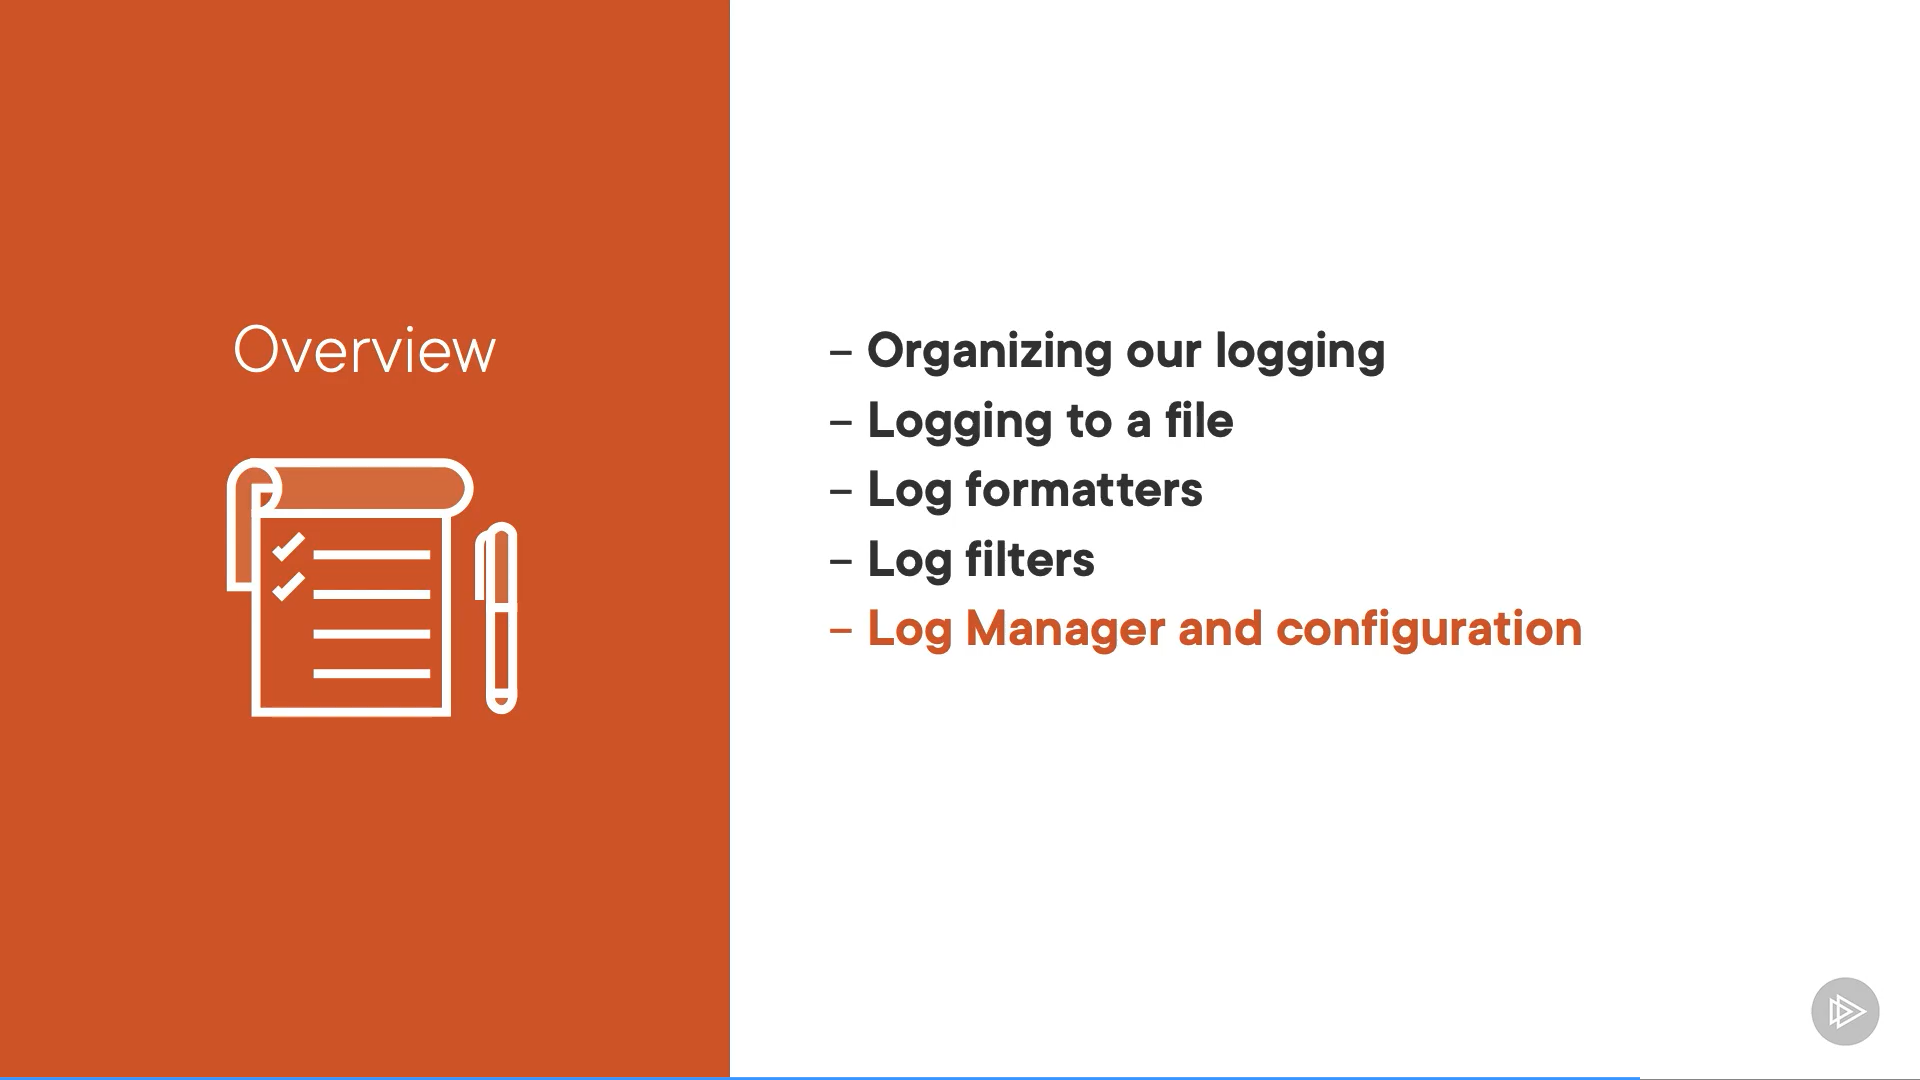 Overview
– Organizing our logging
– Logging to a file
– Log formatters
– Log filters
– Log Manager and configuration